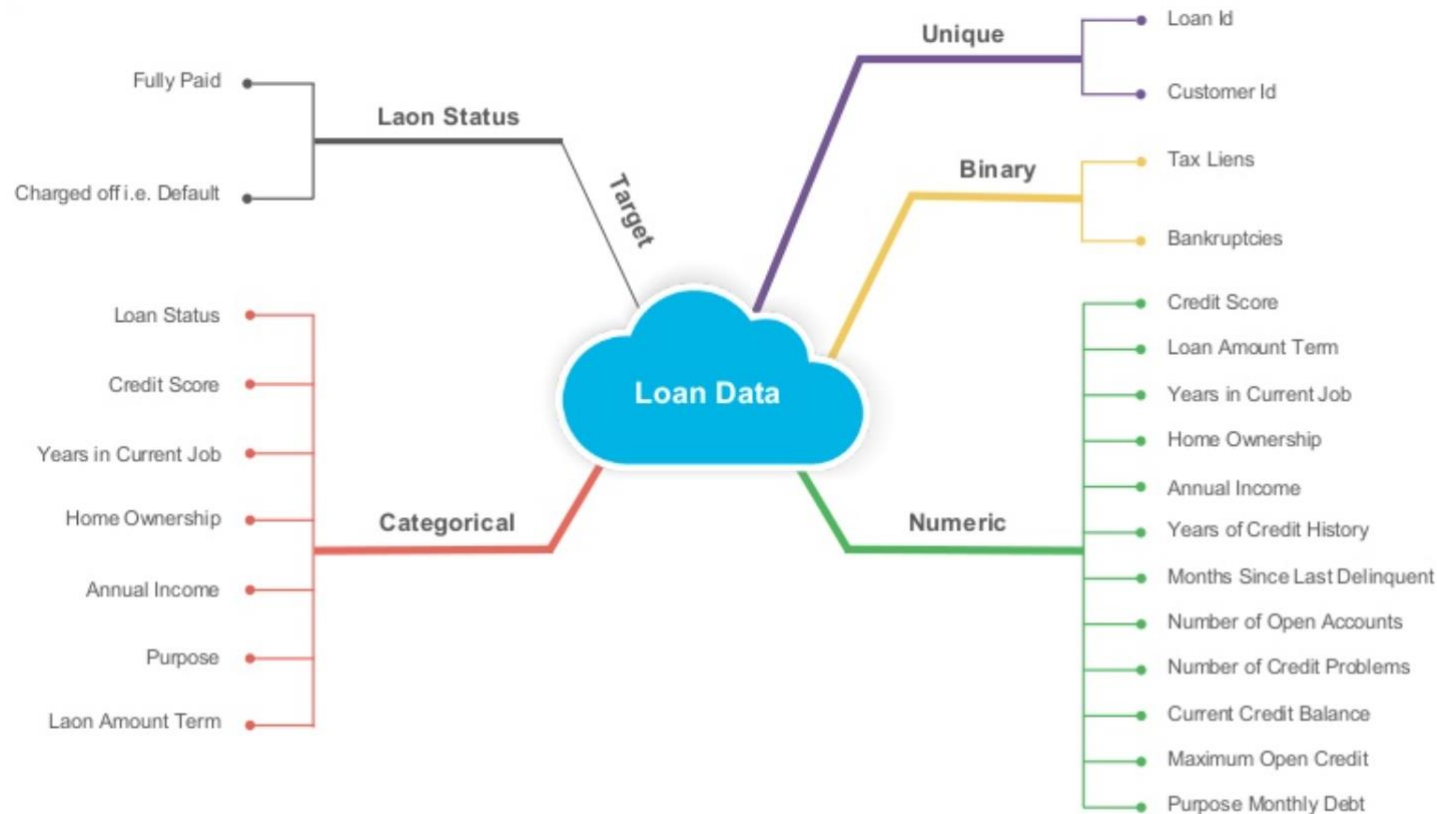 Fully Paid
Laon Status
Charged off i.e. Default
Target
Unique
Loan Id
Customer Id
Binary
Tax Liens
Bankruptcies
Loan Data
Categorical
Loan Status
Credit Score
Years in Current Job
Home Ownership
Annual Income
Purpose
Laon Amount Term
Numeric
Credit Score
Loan Amount Term
Years in Current Job
Home Ownership
Annual Income
Years of Credit History
Months Since Last Delinquent
Number of Open Accounts
Number of Credit Problems
Current Credit Balance
Maximum Open Credit
Purpose Monthly Debt